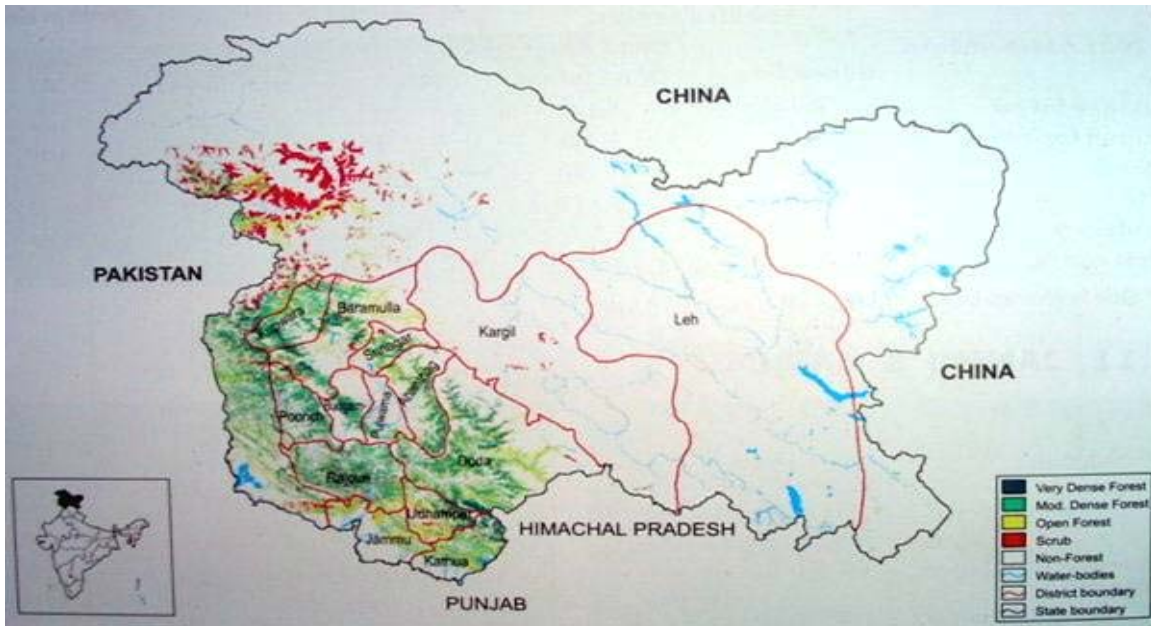 CHINA
PAKISTAN
Baramulla
Kargil
Leh
CHINA
Poonch
Pulwama
Doda
Rajouri
Udhampur
HIMACHAL PRADESH
Jammu
Kathua
PUNJAB
Very Dense Forest
Mod. Dense Forest
Open Forest
Scrub
Non-Forest
Water-bodies
District boundary
State boundary